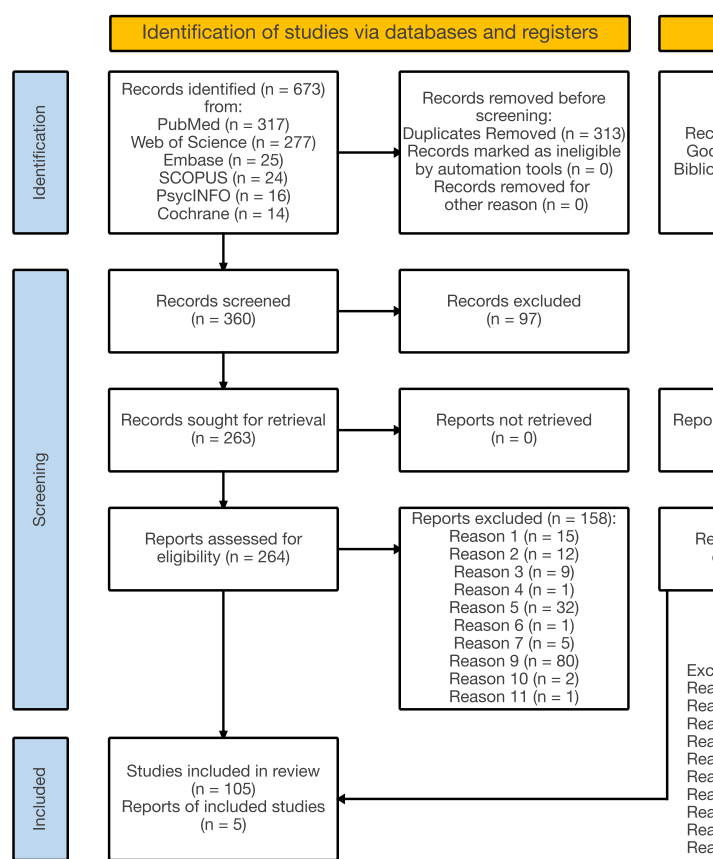 Identification of studies via databases and registers
Identification
Records identified (n = 673)
from:
PubMed (n = 317)
Web of Science (n = 277)
Embase (n = 25)
SCOPUS (n = 24)
PsycINFO (n = 16)
Cochrane (n = 14)
Records removed before
screening:
Duplicates Removed (n = 313)
Records marked as ineligible
by automation tools (n = 0)
Records removed for
other reason (n = 0)
Screening
Records screened
(n = 360)
Records excluded
(n = 97)
Records sought for retrieval
(n = 263)
Reports not retrieved
(n = 0)
Reports assessed for
eligibility (n = 264)
Reports excluded (n = 158):
Reason 1 (n = 15)
Reason 2 (n = 12)
Reason 3 (n = 9)
Reason 4 (n = 1)
Reason 5 (n = 32)
Reason 6 (n = 1)
Reason 7 (n = 5)
Reason 9 (n = 80)
Reason 10 (n = 2)
Reason 11 (n = 1)
Included
Studies included in review
(n = 105)
Reports of included studies
(n = 5)